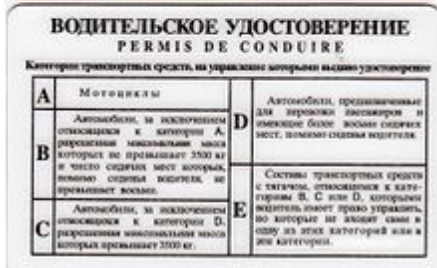 ВОДИТЕЛЬСКОЕ УДОСТОВЕРЕНИЕ
PERMIS DE CONDUIRE
Категории транспортных средств, на управление которыми выдано удостоверение
A
Мотоциклы
B
Автомобили, за исключением
относящихся к категории A,
разрешенная максимальная масса
которых не превышает 3500 кг
и число сидячих мест которых,
помимо сиденья водителя, не
превышает восьми.
C
Автомобили, за исключением
относящихся к категории D,
разрешенная максимальная масса
которых превышает 3500 кг.
D
Автомобили, предназначенные
для перевозки пассажиров и
имеющие более восьми сидячих
мест, помимо сиденья водителя.
E
Составы транспортных средств
с тягачом, относящимся к кате-
гориям B, C или D, которыми
водитель имеет право управлять,
но которые не входят сами в
одну из этих категорий или в
эти категории.